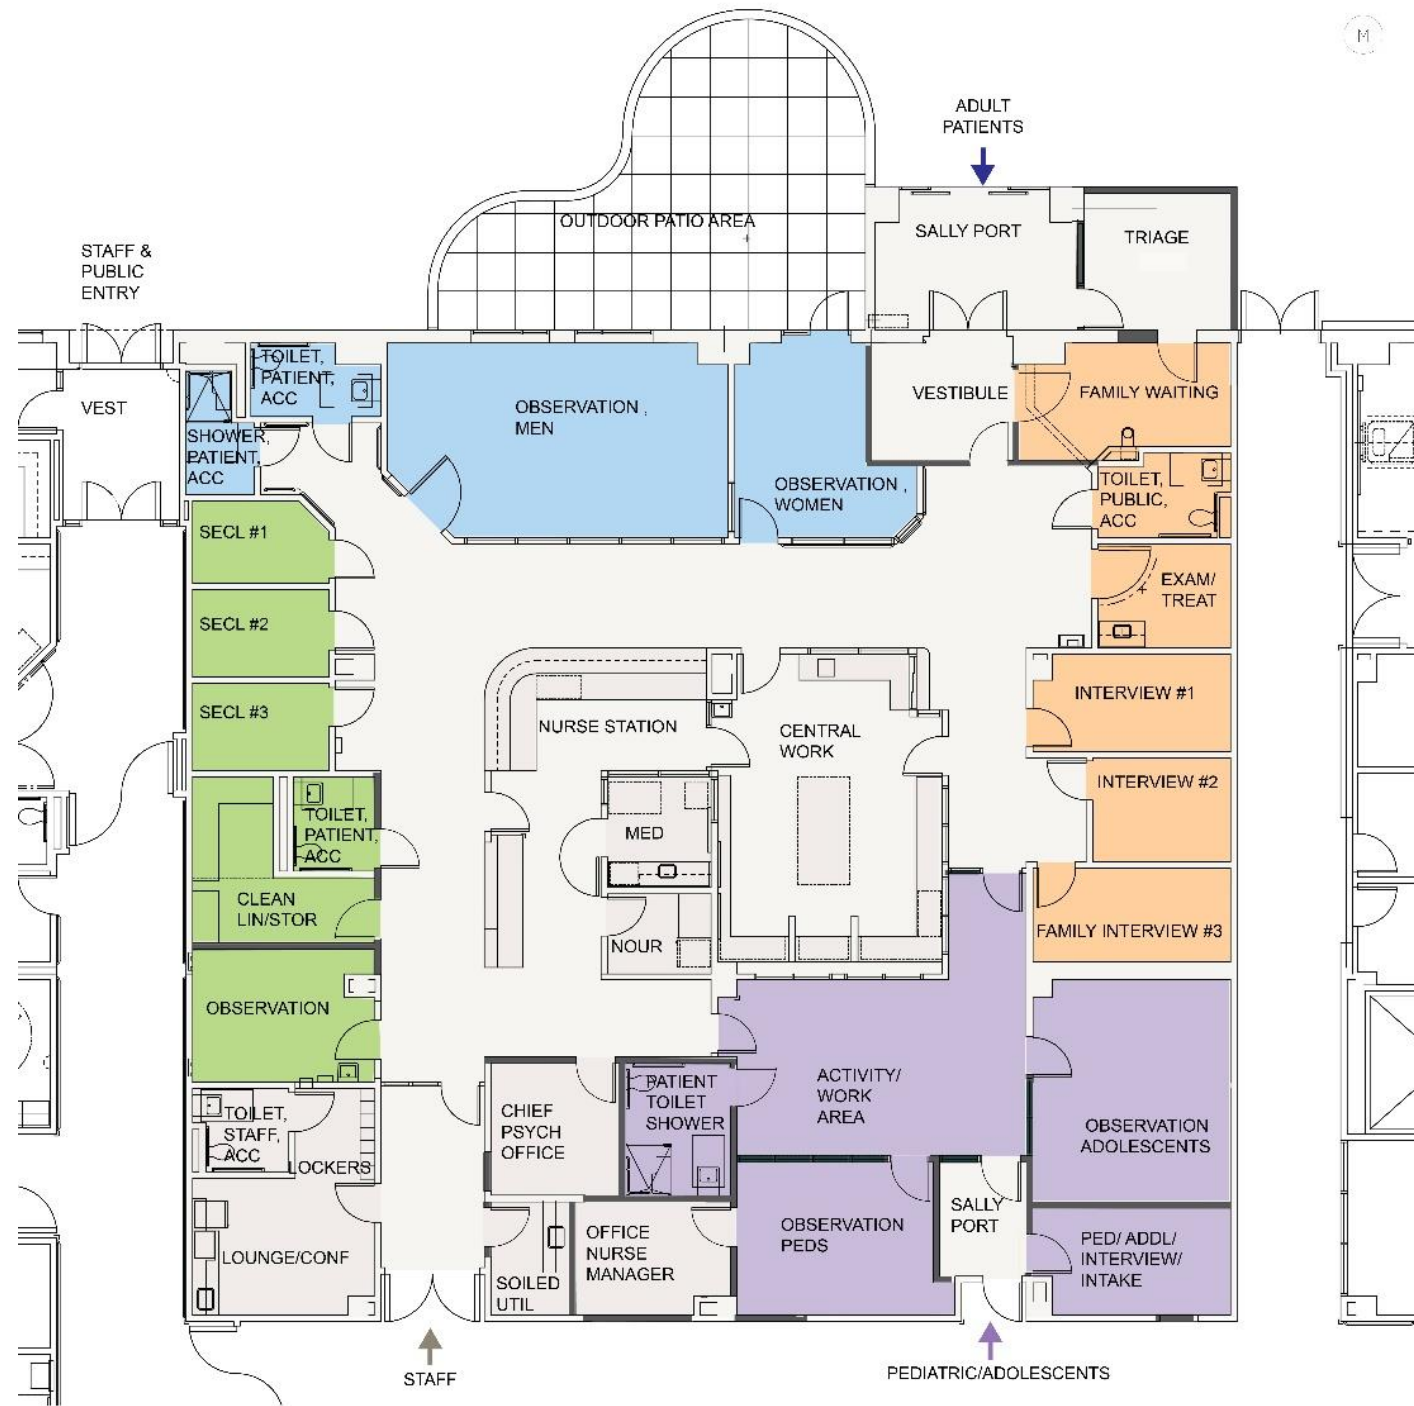 M
ADULT
PATIENTS
OUTDOOR PATIO AREA
SALLY PORT
TRIAGE
STAFF &
PUBLIC
ENTRY
VEST
TOILET,
PATIENT,
ACC
SHOWER,
PATIENT,
ACC
OBSERVATION,
MEN
OBSERVATION,
WOMEN
VESTIBULE
FAMILY WAITING
TOILET,
PUBLIC,
ACC
EXAM/
TREAT
SECL #1
SECL #2
SECL #3
NURSE STATION
CENTRAL
WORK
INTERVIEW #1
INTERVIEW #2
FAMILY INTERVIEW #3
TOILET,
PATIENT,
ACC
MED
CLEAN
LIN/STOR
NOUR
OBSERVATION
TOILET,
STAFF,
ACC
LOCKERS
LOUNGE/CONF
CHIEF
PSYCH
OFFICE
PATIENT
TOILET
SHOWER
ACTIVITY/
WORK
AREA
OBSERVATION
ADOLESCENTS
SOILED
UTIL
OFFICE
NURSE
MANAGER
OBSERVATION
PEDS
SALLY
PORT
PED/ ADDL/
INTERVIEW/
INTAKE
STAFF
PEDIATRIC/ADOLESCENTS